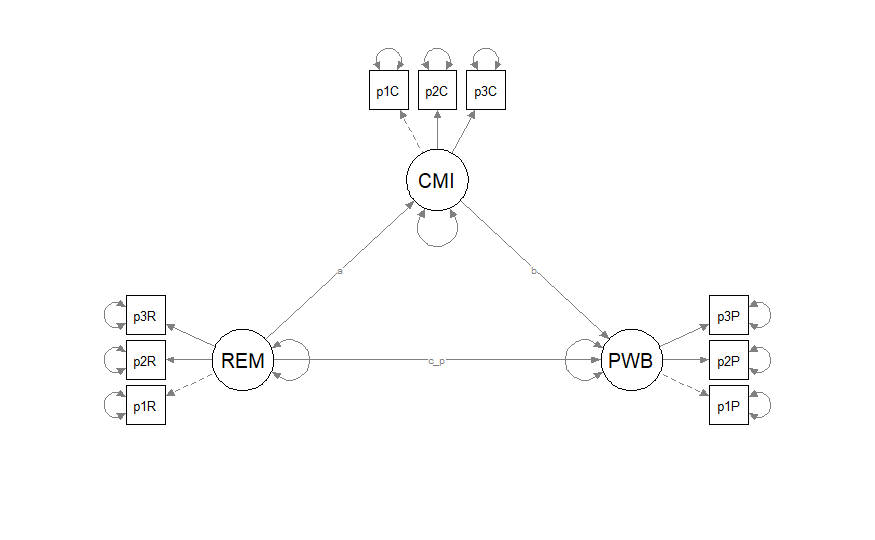 p1C p2C p3C
CMI
a b
p3R p3P
p2R REM c_p PWB p2P
p1R p1P